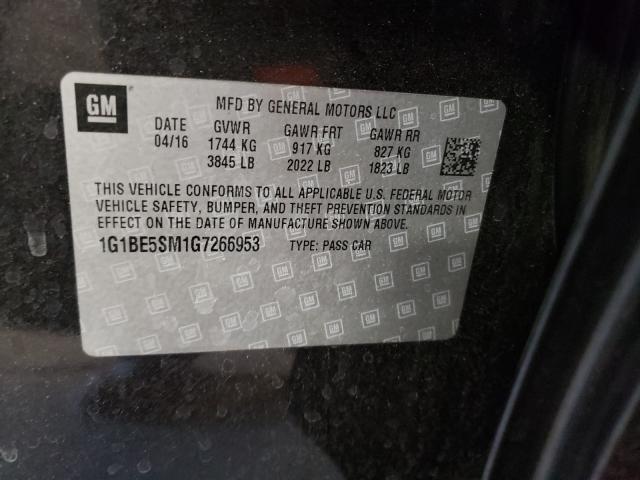 GM
MFD BY GENERAL MOTORS LLC
DATE GVWR GAWR FRT GAWR RR
04/16 1744 KG 917 KG 827 KG
3845 LB 2022 LB 1823 LB
THIS VEHICLE CONFORMS TO ALL APPLICABLE U.S. FEDERAL MOTOR
VEHICLE SAFETY, BUMPER, AND THEFT PREVENTION STANDARDS IN
EFFECT ON THE DATE OF MANUFACTURE SHOWN ABOVE.
1G1BE5SM1G7266953 TYPE: PASS CAR